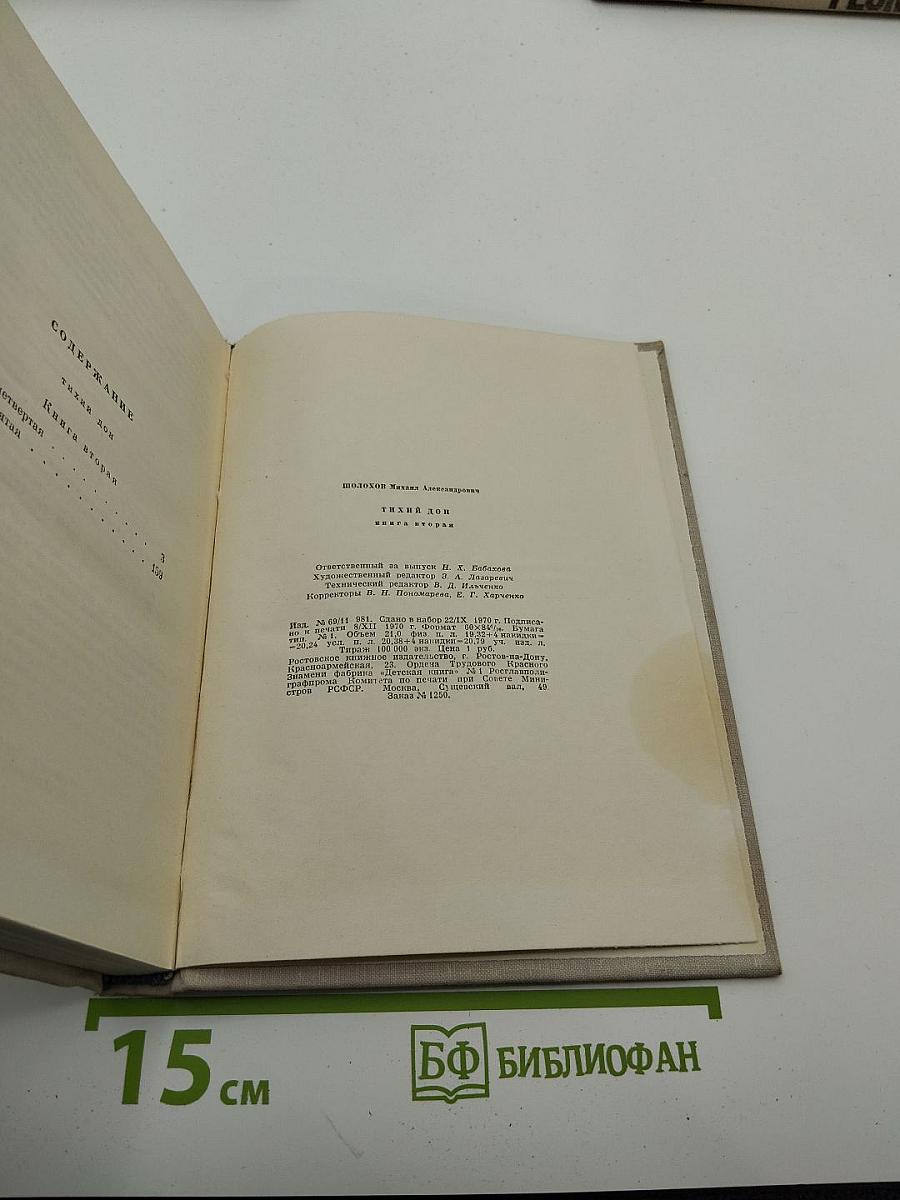 СОДЕРЖАНИЕ
тихий дон
Книга вторая
четвертая . . . . . . . . 3
ятая . . . . . . . . 159
ШОЛОХОВ Михаил Александрович
ТИХИЙ ДОН
книга вторая
Ответственный за выпуск Н. Х. Бабахова
Художественный редактор З. А. Лазаревич
Технический редактор В. Д. Ильченко
Корректоры В. Н. Пономарева, Е. Г. Харченко
Изд. № 69/11 981. Сдано в набор 22/IX 1970 г. Подписа-
но к печати 8/XII 1970 г. Формат 60×84¹/₁₆. Бумага
тип. № 1. Объем 21,0 физ. п. л. 19,32+4 накидки=
=20,24 усл. п. л. 20,38+4 накидки=20,79 уч. изд. л.
Тираж 100 000 экз. Цена 1 руб.
Ростовское книжное издательство, г. Ростов-на-Дону,
Красноармейская, 23. Ордена Трудового Красного
Знамени фабрика «Детская книга» № 1 Росглавполи-
графпрома Комитета по печати при Совете Мини-
стров РСФСР. Москва, Сущевский вал, 49.
Заказ № 1250.
15 см
БФ БИБЛИОФАН